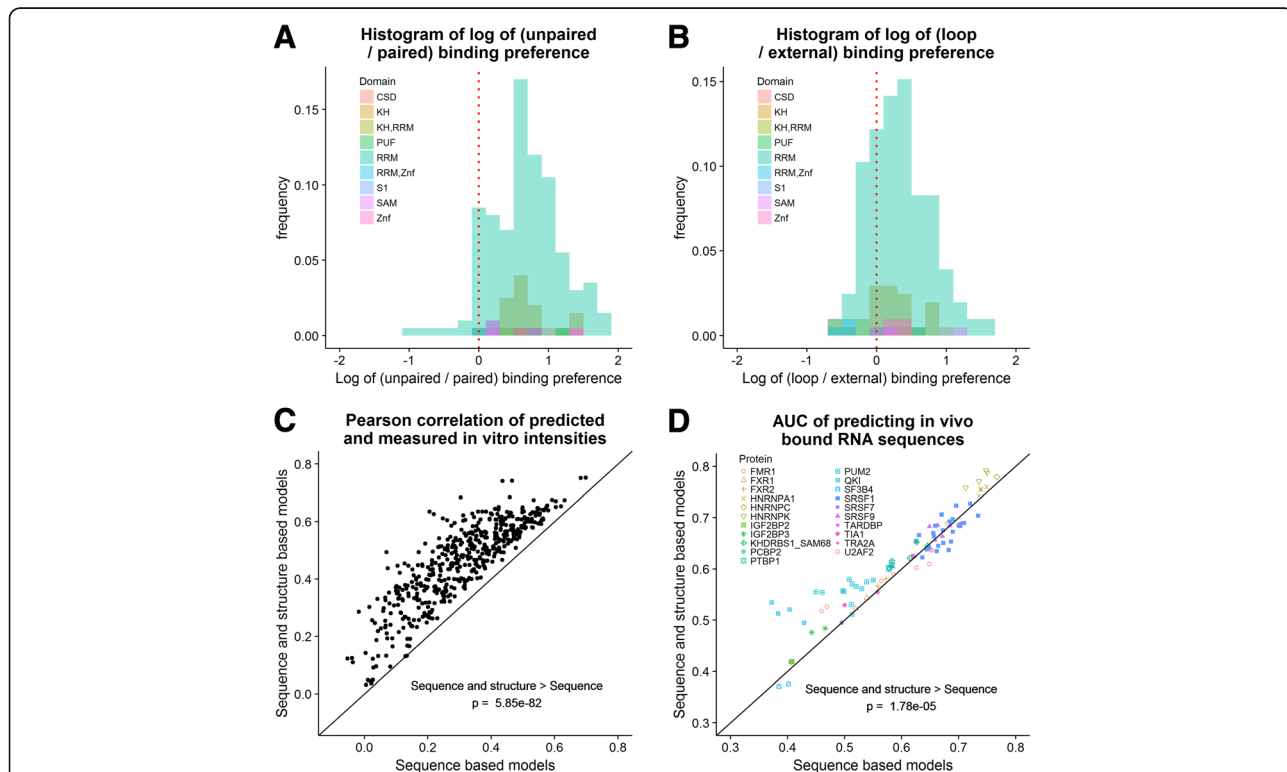 A
Histogram of log of (unpaired
/ paired) binding preference
Domain
CSD
KH
KH,RRM
PUF
RRM
RRM,Znf
S1
SAM
Znf
frequency
0.15
0.10
0.05
0.00
-2
-1
0
1
2
Log of (unpaired / paired) binding preference
B
Histogram of log of (loop
/ external) binding preference
Domain
CSD
KH
KH,RRM
PUF
RRM
RRM,Znf
S1
SAM
Znf
frequency
0.15
0.10
0.05
0.00
-2
-1
0
1
2
Log of (loop / external) binding preference
C
Pearson correlation of predicted
and measured in vitro intensities
Sequence and structure based models
0.8
0.6
0.4
0.2
0.0
Sequence and structure > Sequence
p = 5.85e-82
0.0
0.2
0.4
0.6
0.8
Sequence based models
D
AUC of predicting in vivo
bound RNA sequences
Protein
FMR1
FXR1
FXR2
HNRNPA1
HNRNPC
HNRNPK
IGF2BP2
IGF2BP3
KHDRBS1_SAM68
PCBP2
PTBP1
PUM2
QKI
SF3B4
SRSF1
SRSF7
SRSF9
TARDBP
TIA1
TRA2A
U2AF2
Sequence and structure based models
0.8
0.7
0.6
0.5
0.4
0.3
Sequence and structure > Sequence
p = 1.78e-05
0.3
0.4
0.5
0.6
0.7
0.8
Sequence based models